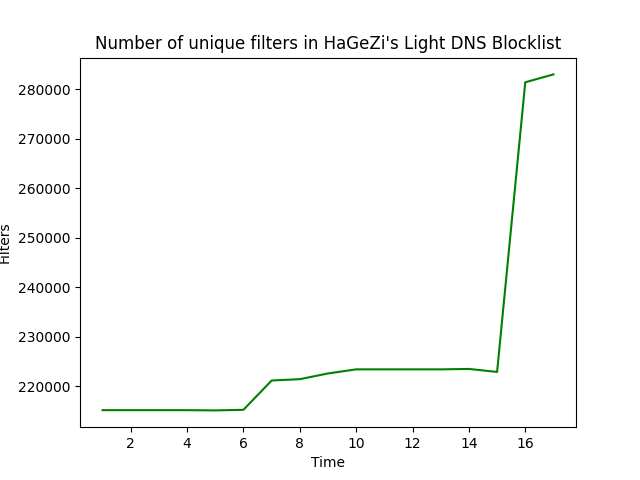 Number of unique filters in HaGeZi's Light DNS Blocklist
280000
270000
260000
250000
240000
230000
220000
Filters
2 4 6 8 10 12 14 16
Time